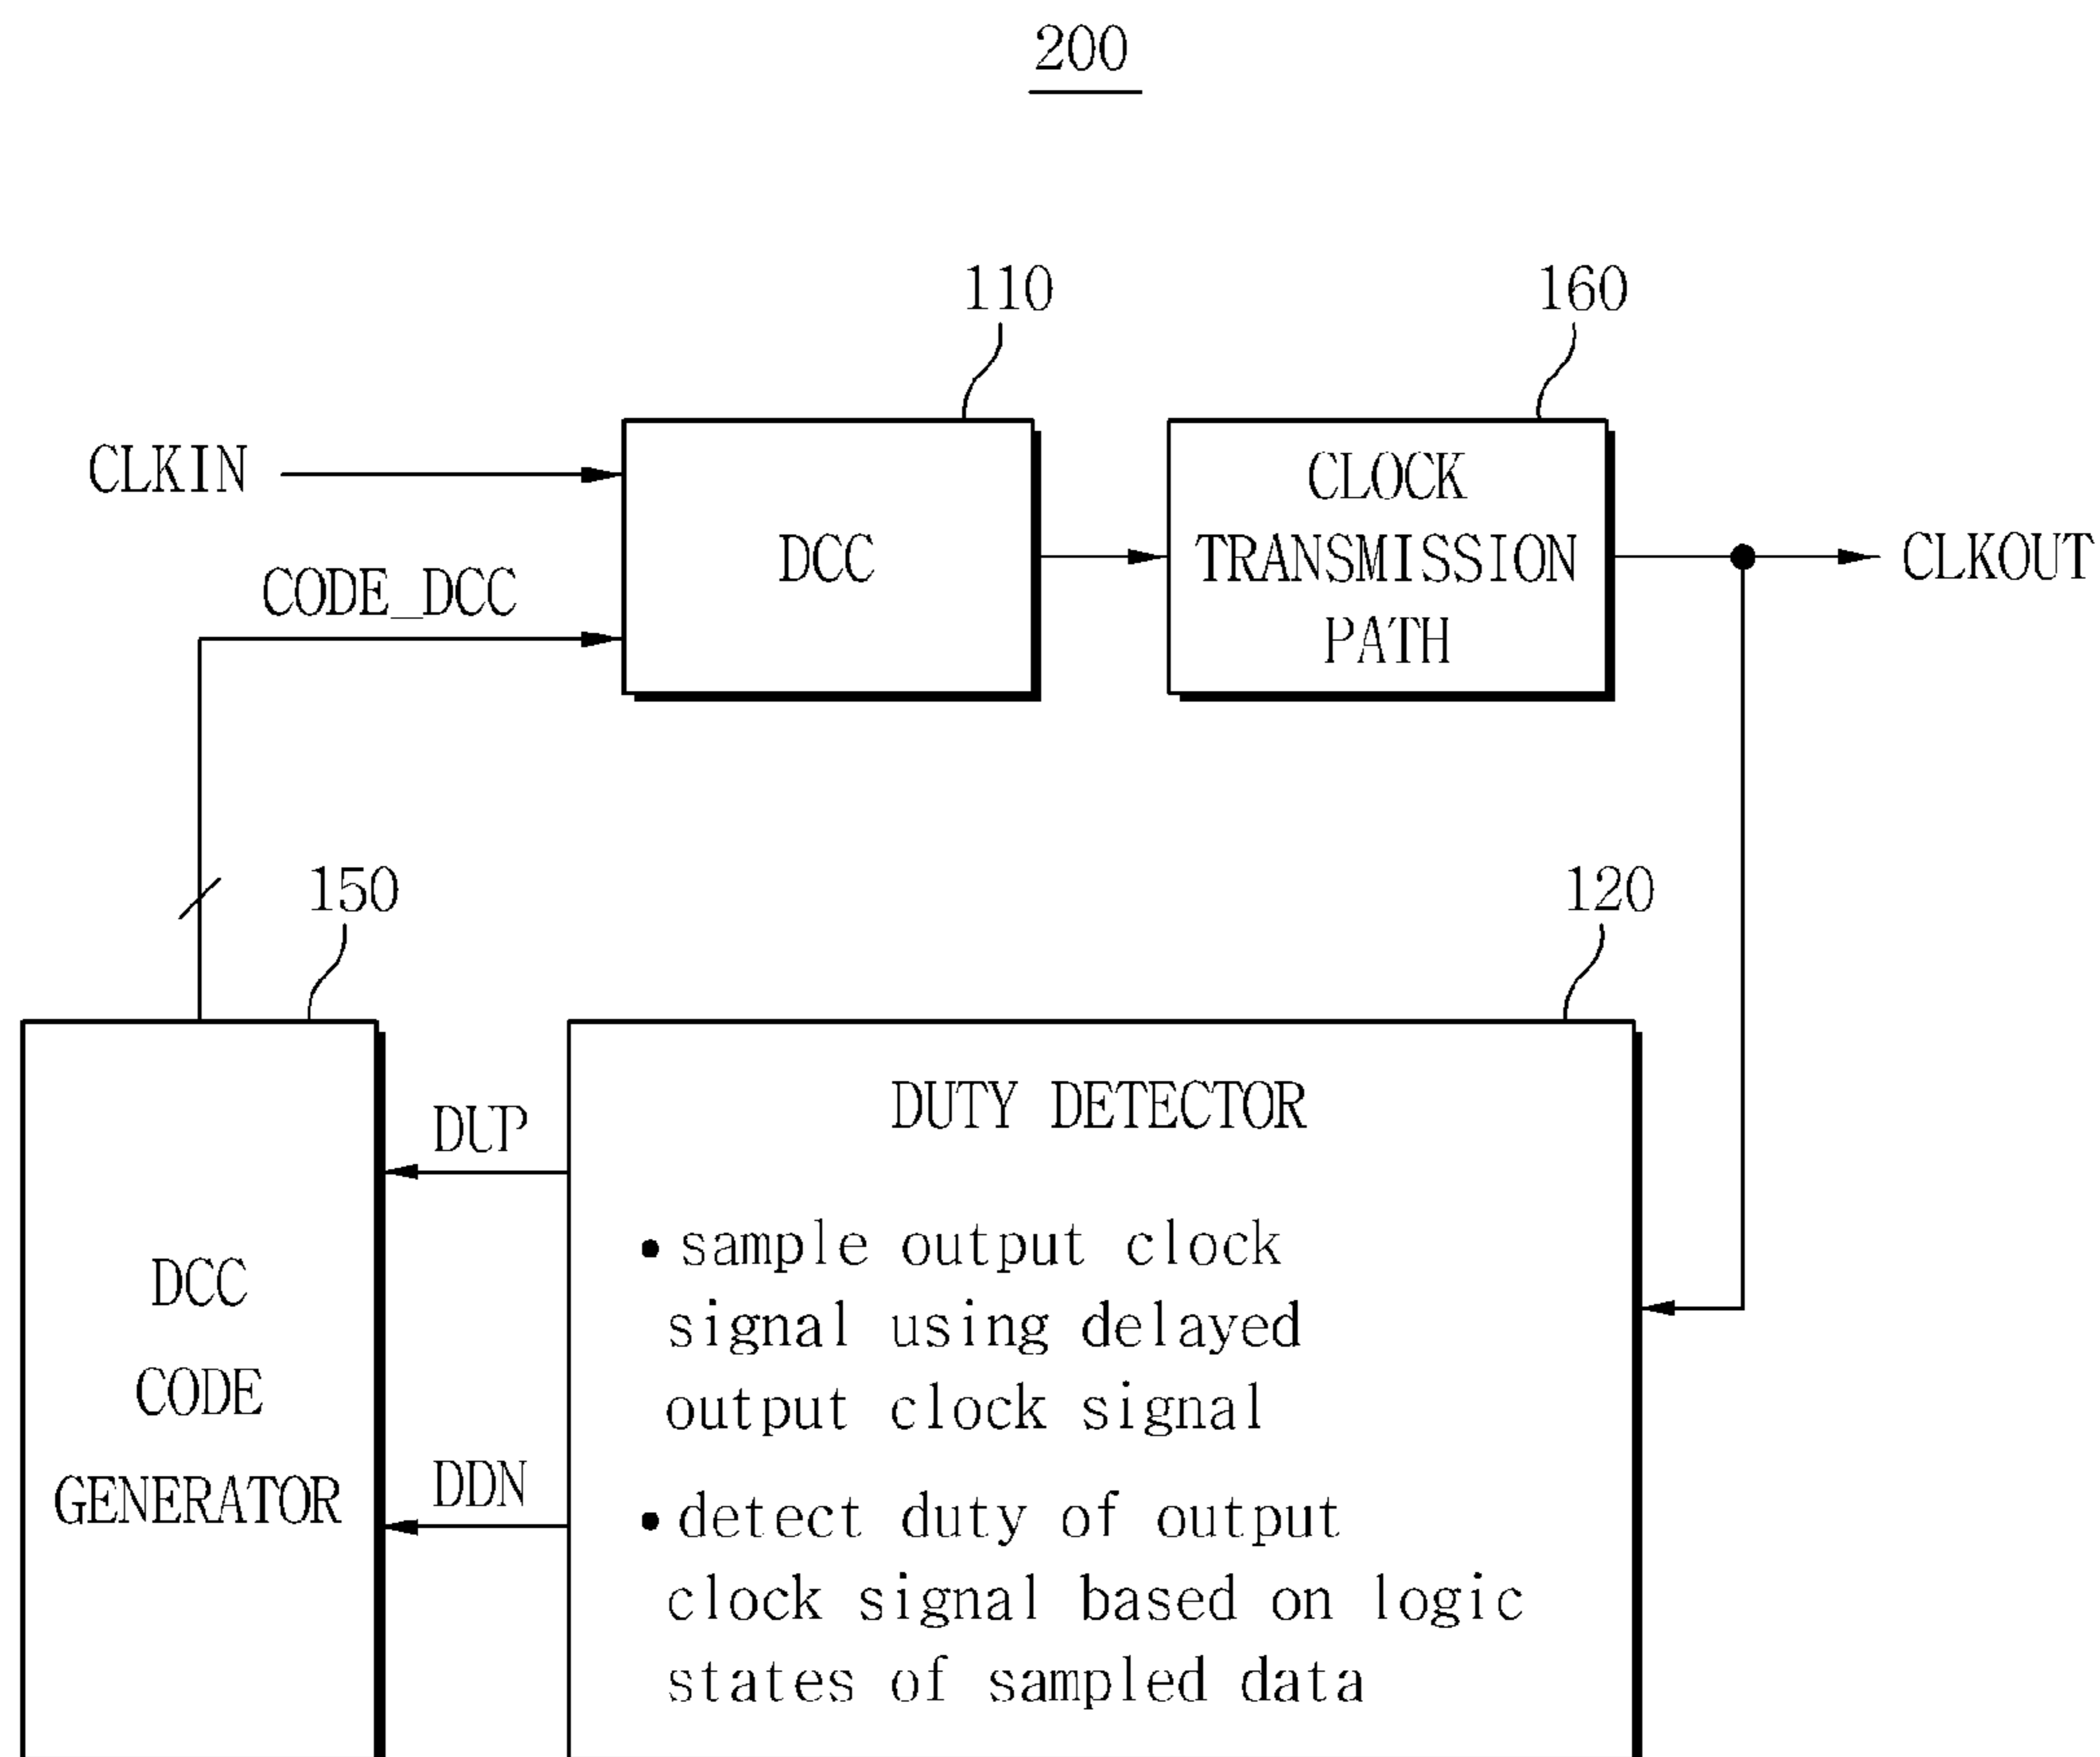 200
110
160
CLKIN
CODE_DCC
DCC
CLOCK
TRANSMISSION
PATH
CLKOUT
150
120
DCC
CODE
GENERATOR
DUP
DDN
DUTY DETECTOR
• sample output clock
signal using delayed
output clock signal
• detect duty of output
clock signal based on logic
states of sampled data